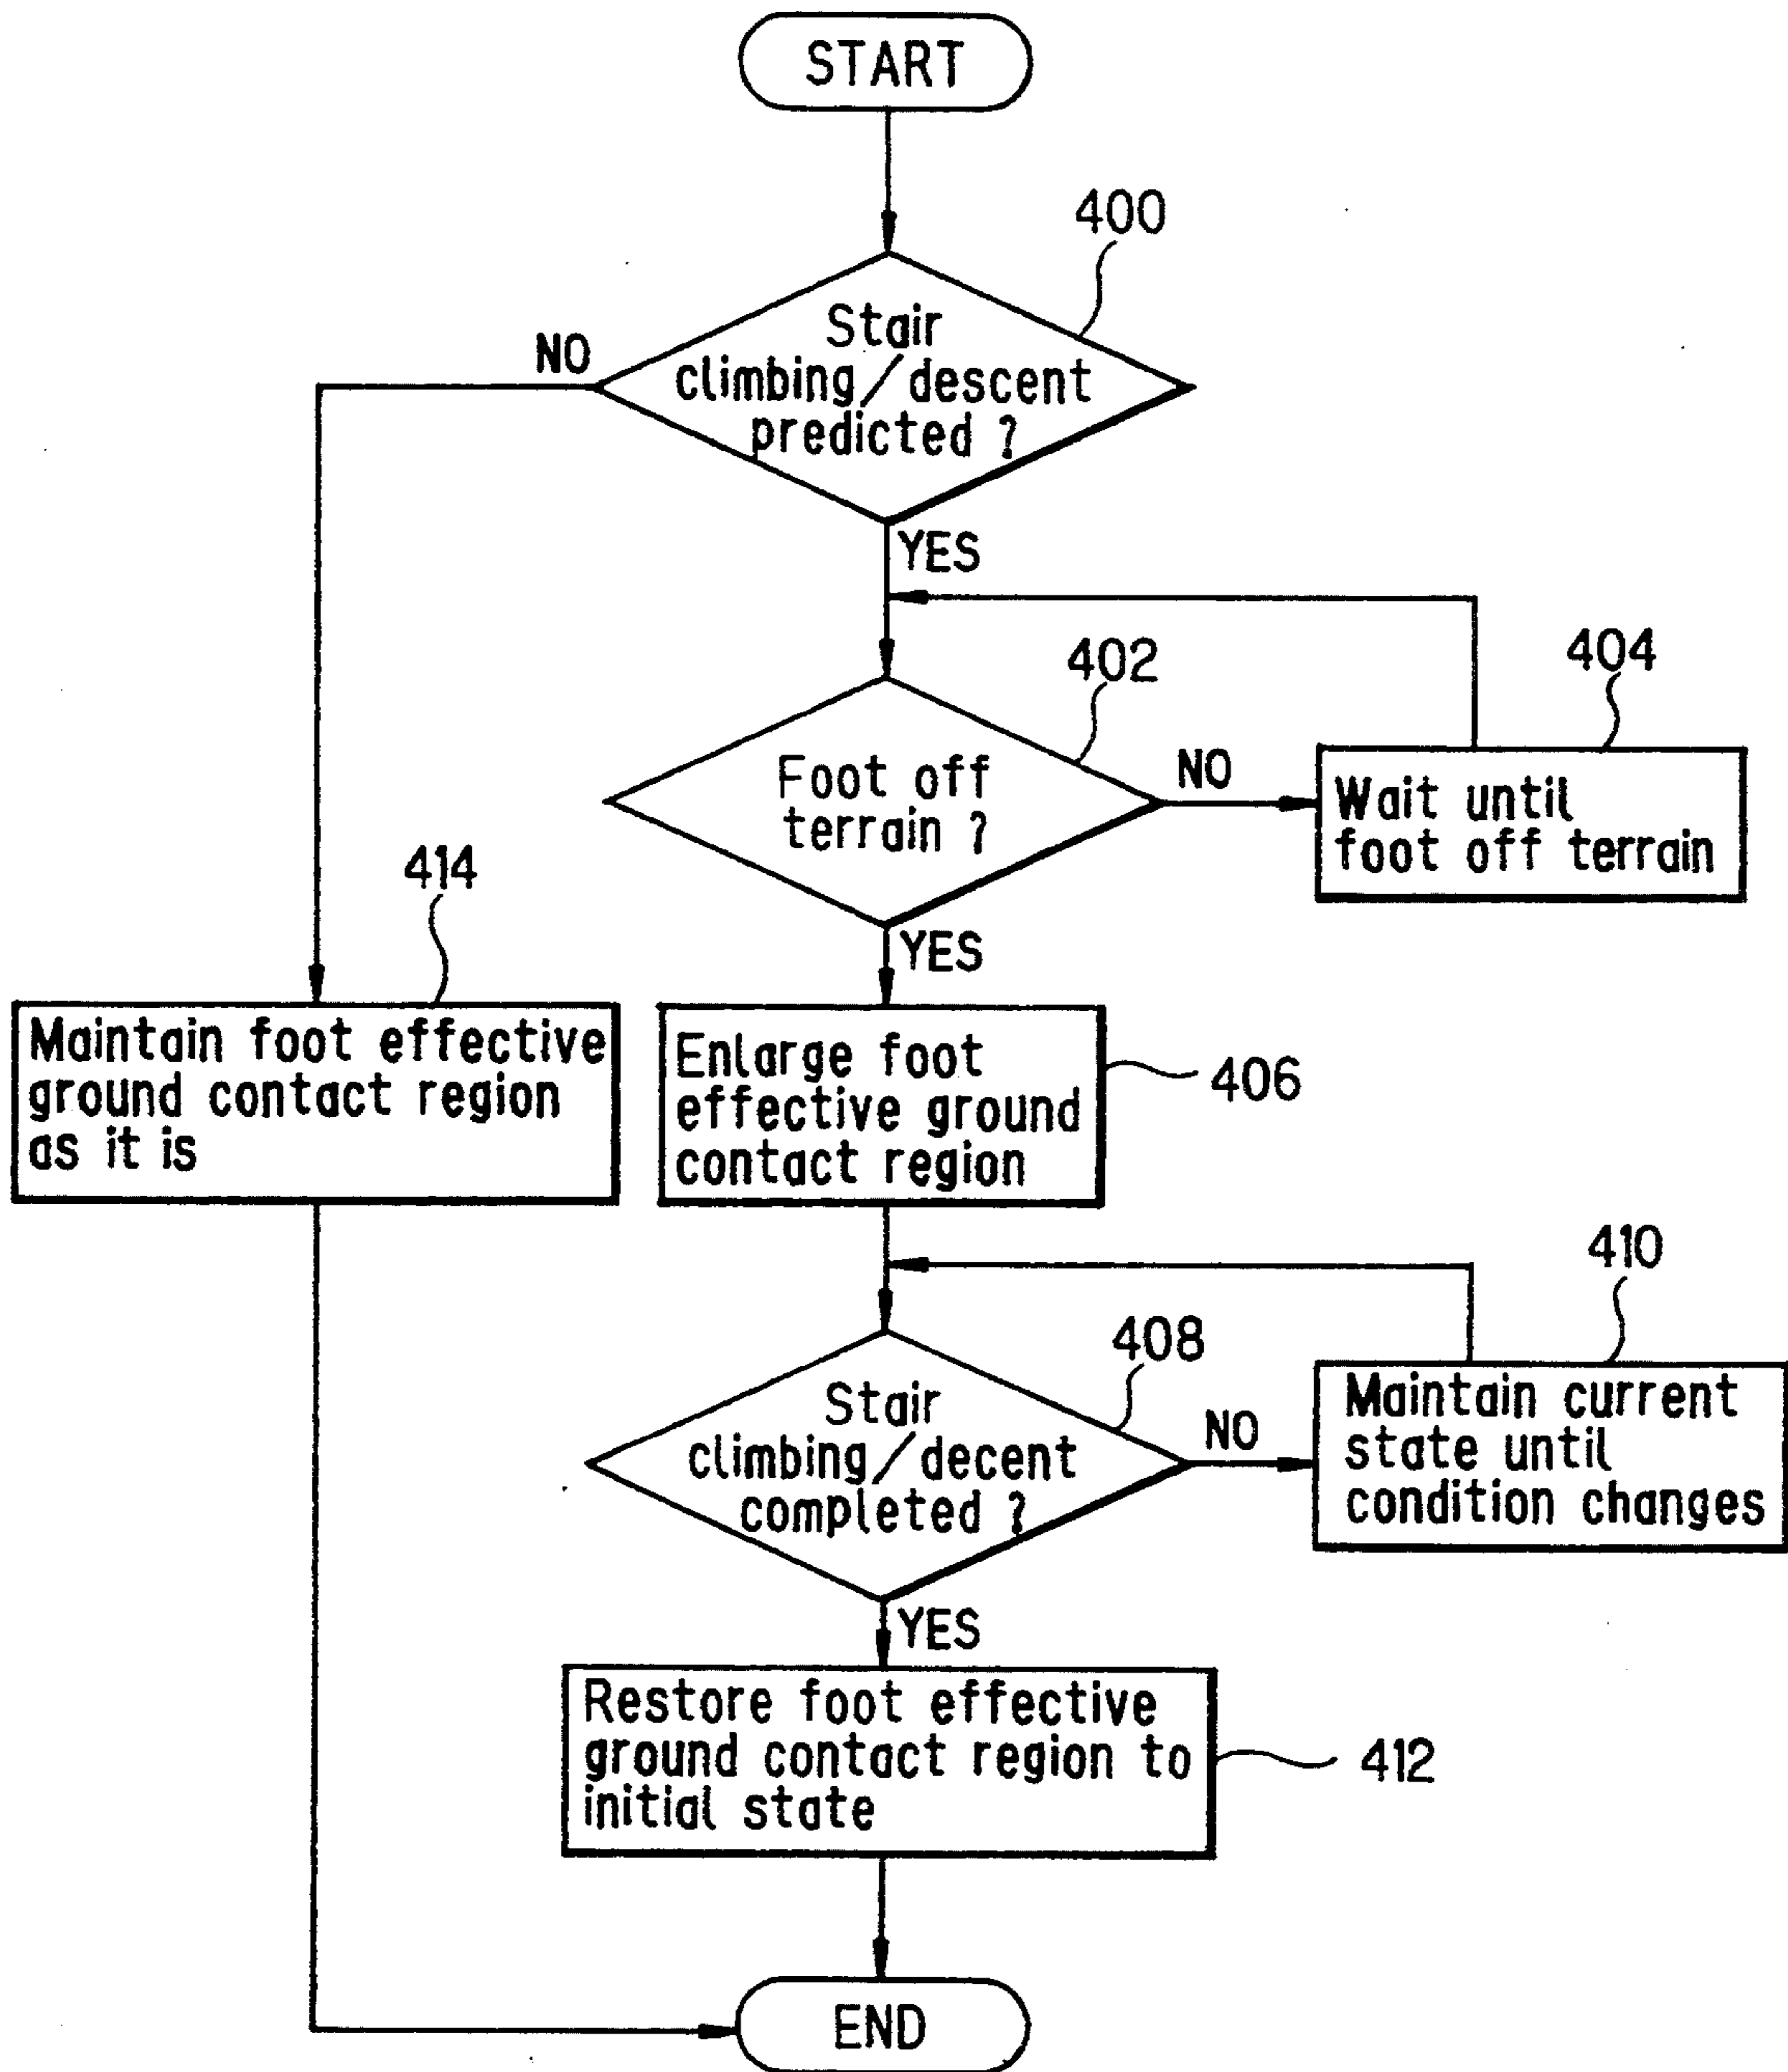 START
400
Stair
climbing/descent
predicted ?
NO
YES
402
404
Foot off
terrain ?
NO
Wait until
foot off terrain
414
YES
Maintain foot effective
ground contact region
as it is
Enlarge foot
effective ground
contact region
406
410
408
Stair
climbing/decent
completed ?
NO
Maintain current
state until
condition changes
YES
Restore foot effective
ground contact region to
initial state
412
END